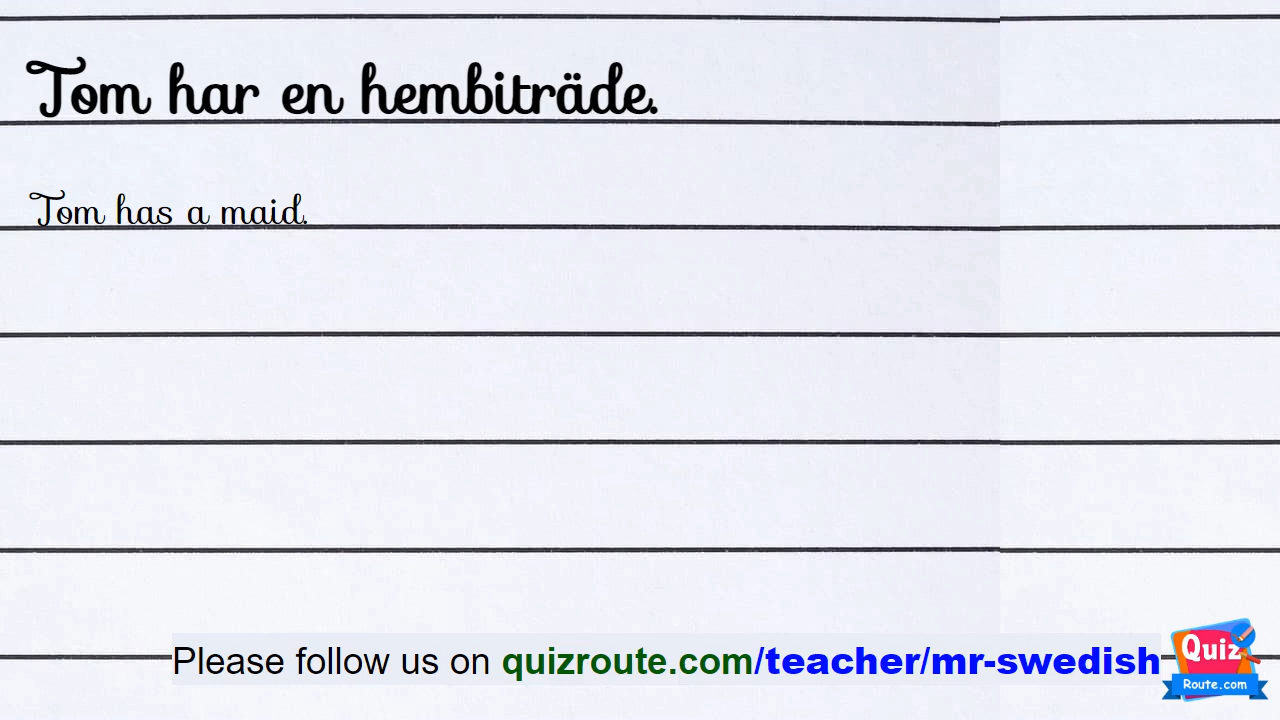 Tom har en hembiträde.
Tom has a maid.
Please follow us on quizroute.com/teacher/mr-swedish
Quiz
Route.com